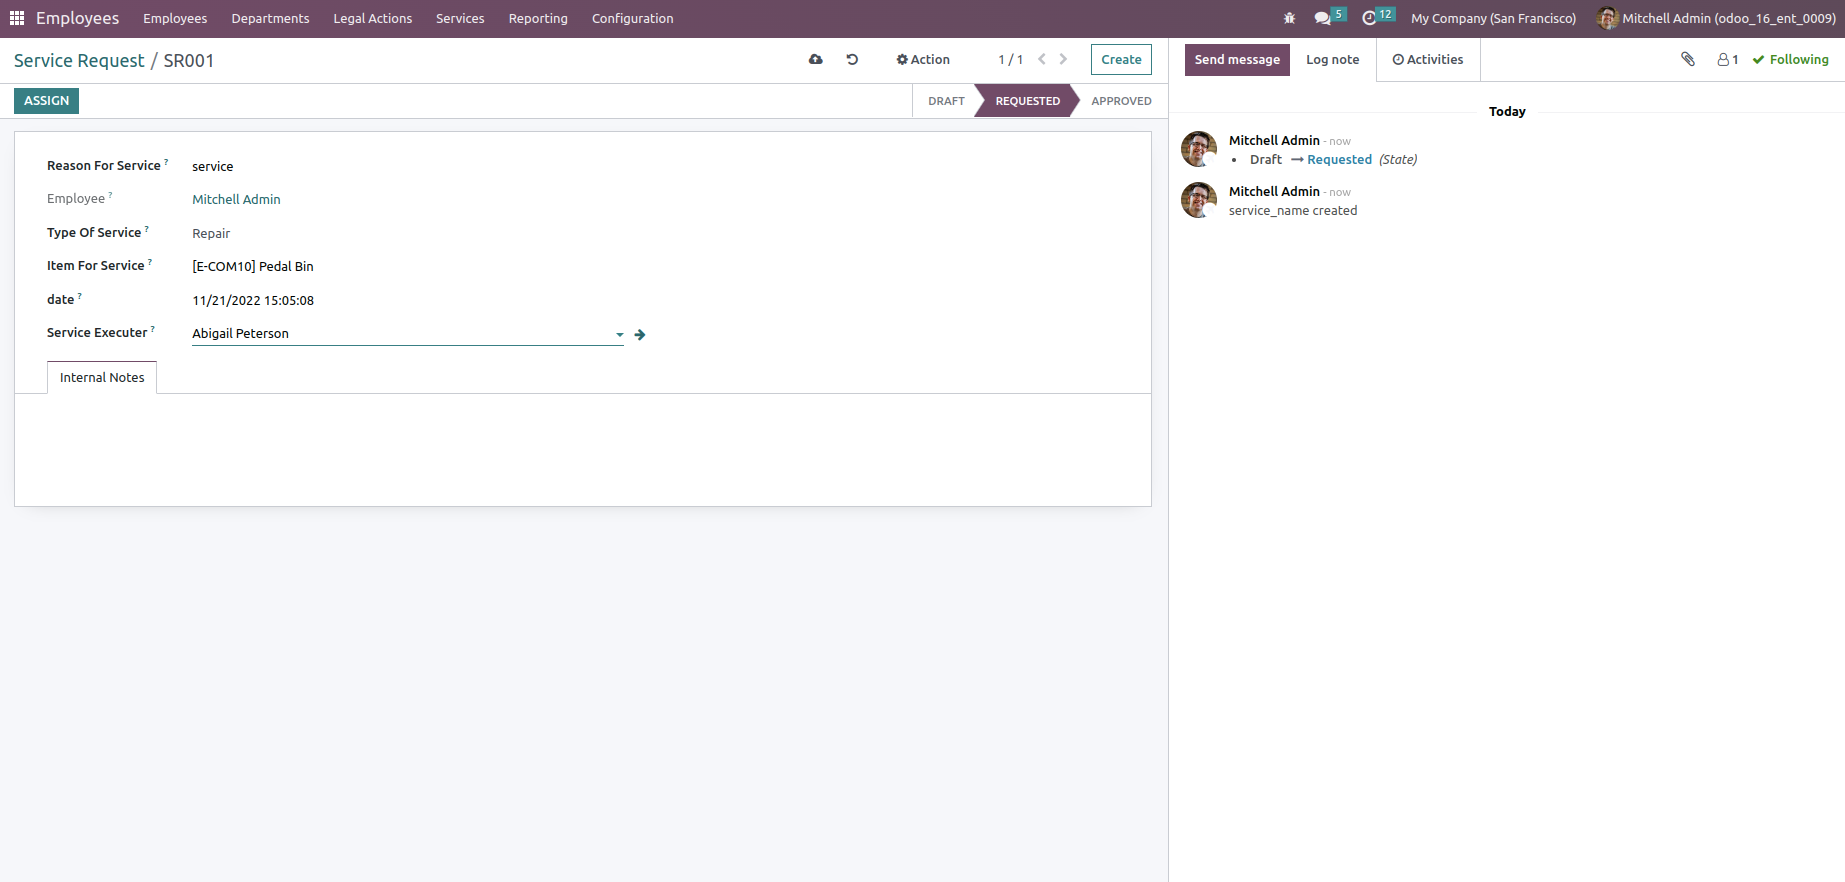 Employees Employees Departments Legal Actions Services Reporting Configuration 5 12 My Company (San Francisco) Mitchell Admin (odoo_16_ent_0009)
Service Request / SR001 Action 1 / 1 Create
ASSIGN DRAFT REQUESTED APPROVED
Reason For Service ? service
Employee ? Mitchell Admin
Type Of Service ? Repair
Item For Service ? [E-COM10] Pedal Bin
date ? 11/21/2022 15:05:08
Service Executer ? Abigail Peterson
Internal Notes
Send message Log note Activities 1 Following
Today
Mitchell Admin - now
• Draft → Requested (State)
Mitchell Admin - now
service_name created